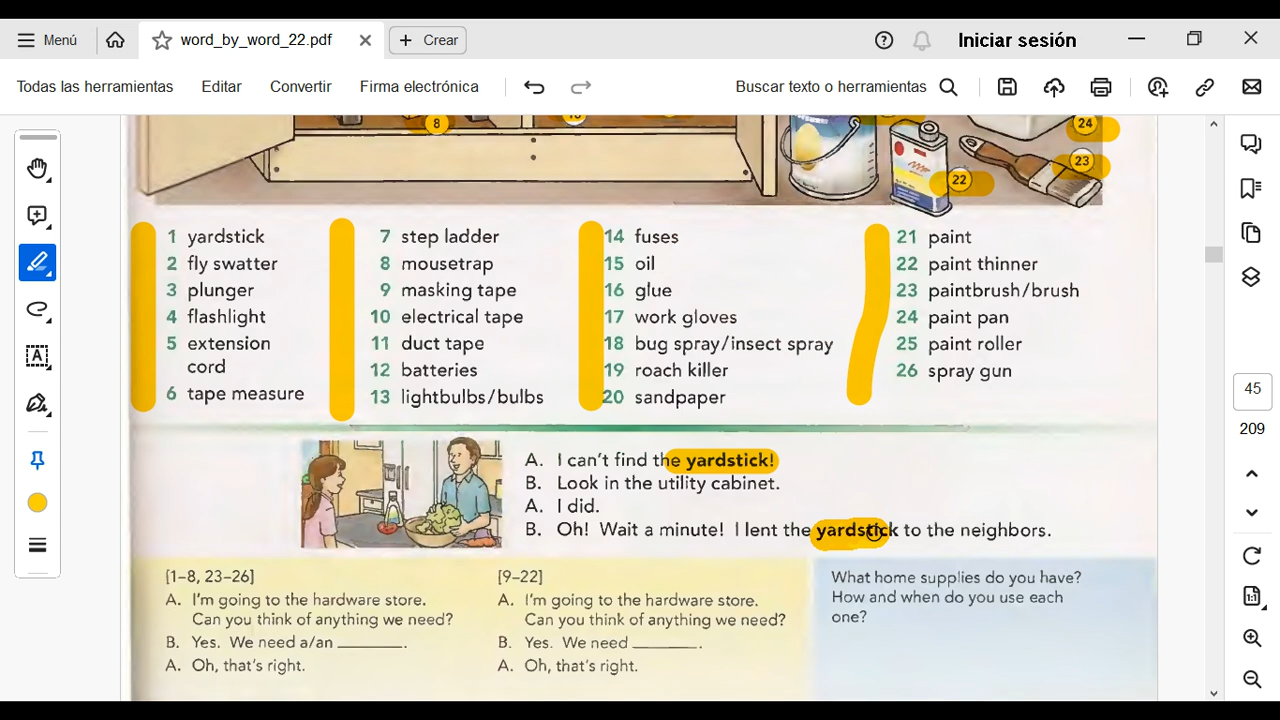 Menú
word_by_word_22.pdf
Crear
Iniciar sesión
Todas las herramientas
Editar
Convertir
Firma electrónica
Buscar texto o herramientas
8
24
23
22
1 yardstick
2 fly swatter
3 plunger
4 flashlight
5 extension
cord
6 tape measure
7 step ladder
8 mousetrap
9 masking tape
10 electrical tape
11 duct tape
12 batteries
13 lightbulbs/bulbs
14 fuses
15 oil
16 glue
17 work gloves
18 bug spray/insect spray
19 roach killer
20 sandpaper
21 paint
22 paint thinner
23 paintbrush/brush
24 paint pan
25 paint roller
26 spray gun
A. I can't find the yardstick!
B. Look in the utility cabinet.
A. I did.
B. Oh! Wait a minute! I lent the yardstick to the neighbors.
[1–8, 23–26]
A. I'm going to the hardware store.
Can you think of anything we need?
B. Yes. We need a/an ________.
A. Oh, that's right.
[9–22]
A. I'm going to the hardware store.
Can you think of anything we need?
B. Yes. We need ________.
A. Oh, that's right.
What home supplies do you have?
How and when do you use each
one?
45
209
1:1